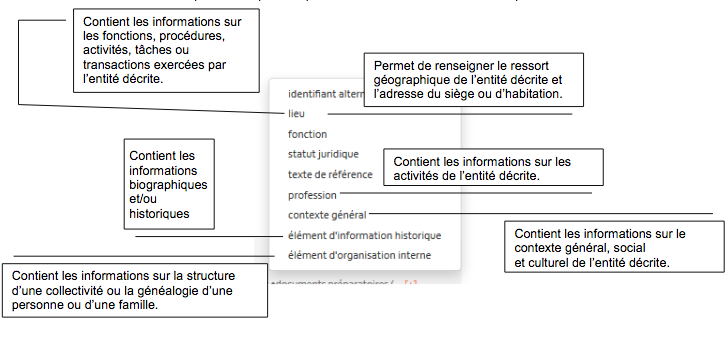 Contient les informations sur
les fonctions, procédures,
activités, tâches ou
transactions exercées par
l'entité décrite.
Permet de renseigner le ressort
géographique de l'entité décrite et
l'adresse du siège ou d'habitation.
identifiant altern
lieu
fonction
statut juridique
texte de référence
profession
contexte général
élément d'information historique
élément d'organisation interne
Contient les
informations
biographiques
et/ou
historiques
Contient les informations sur les
activités de l'entité décrite.
Contient les informations sur le
contexte général, social
et culturel de l'entité décrite.
Contient les informations sur la structure
d'une collectivité ou la généalogie d'une
personne ou d'une famille.
documents préparatoires /